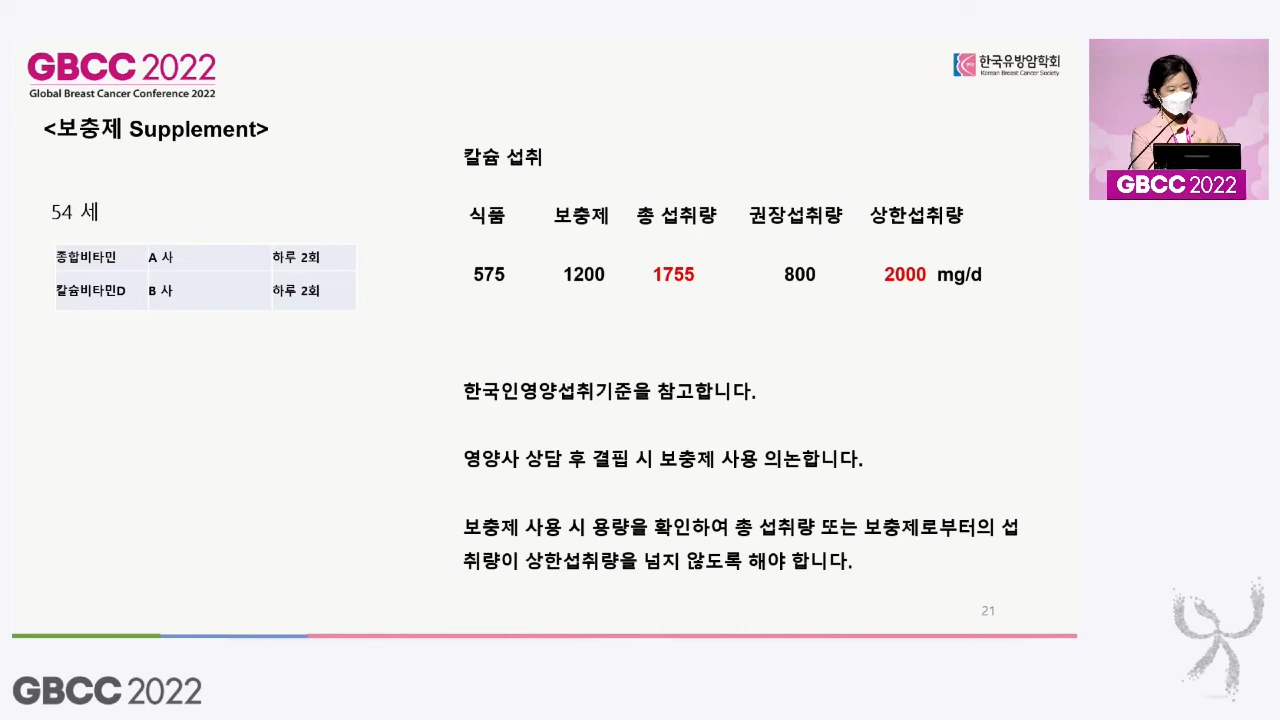 GBCC 2022
Global Breast Cancer Conference 2022
한국유방암학회
Korean Breast Cancer Society
<보충제 Supplement>
54 세
종합비타민 A 사 하루 2회
칼슘비타민D B 사 하루 2회
칼슘 섭취
식품 보충제 총 섭취량 권장섭취량 상한섭취량
575 1200 1755 800 2000 mg/d
한국인영양섭취기준을 참고합니다.
영양사 상담 후 결핍 시 보충제 사용 의논합니다.
보충제 사용 시 용량을 확인하여 총 섭취량 또는 보충제로부터의 섭
취량이 상한섭취량을 넘지 않도록 해야 합니다.
21
GBCC 2022
GBCC 2022